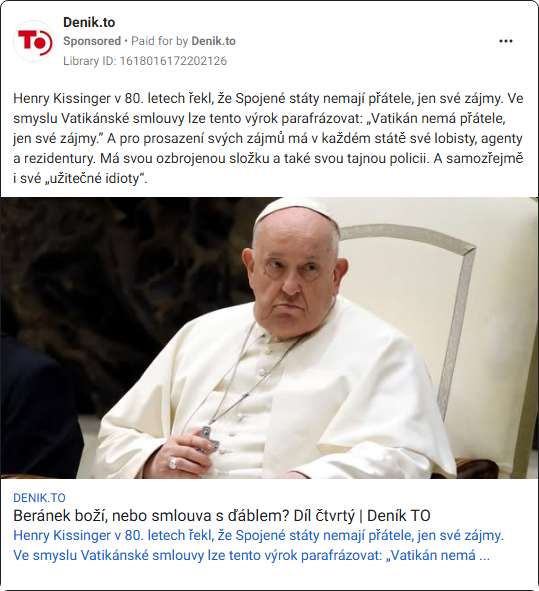 Denik.to
Sponsored • Paid for by Denik.to
Library ID: 1618016172202126
TO
Henry Kissinger v 80. letech řekl, že Spojené státy nemají přátele, jen své zájmy. Ve
smyslu Vatikánské smlouvy lze tento výrok parafrázovat: „Vatikán nemá přátele,
jen své zájmy.” A pro prosazení svých zájmů má v každém státě své lobisty, agenty
a rezidentury. Má svou ozbrojenou složku a také svou tajnou policii. A samozřejmě
i své „užitečné idioty“.
DENIK.TO
Beránek boží, nebo smlouva s ďáblem? Díl čtvrtý | Deník TO
Henry Kissinger v 80. letech řekl, že Spojené státy nemají přátele, jen své zájmy.
Ve smyslu Vatikánské smlouvy lze tento výrok parafrázovat: „Vatikán nemá ...